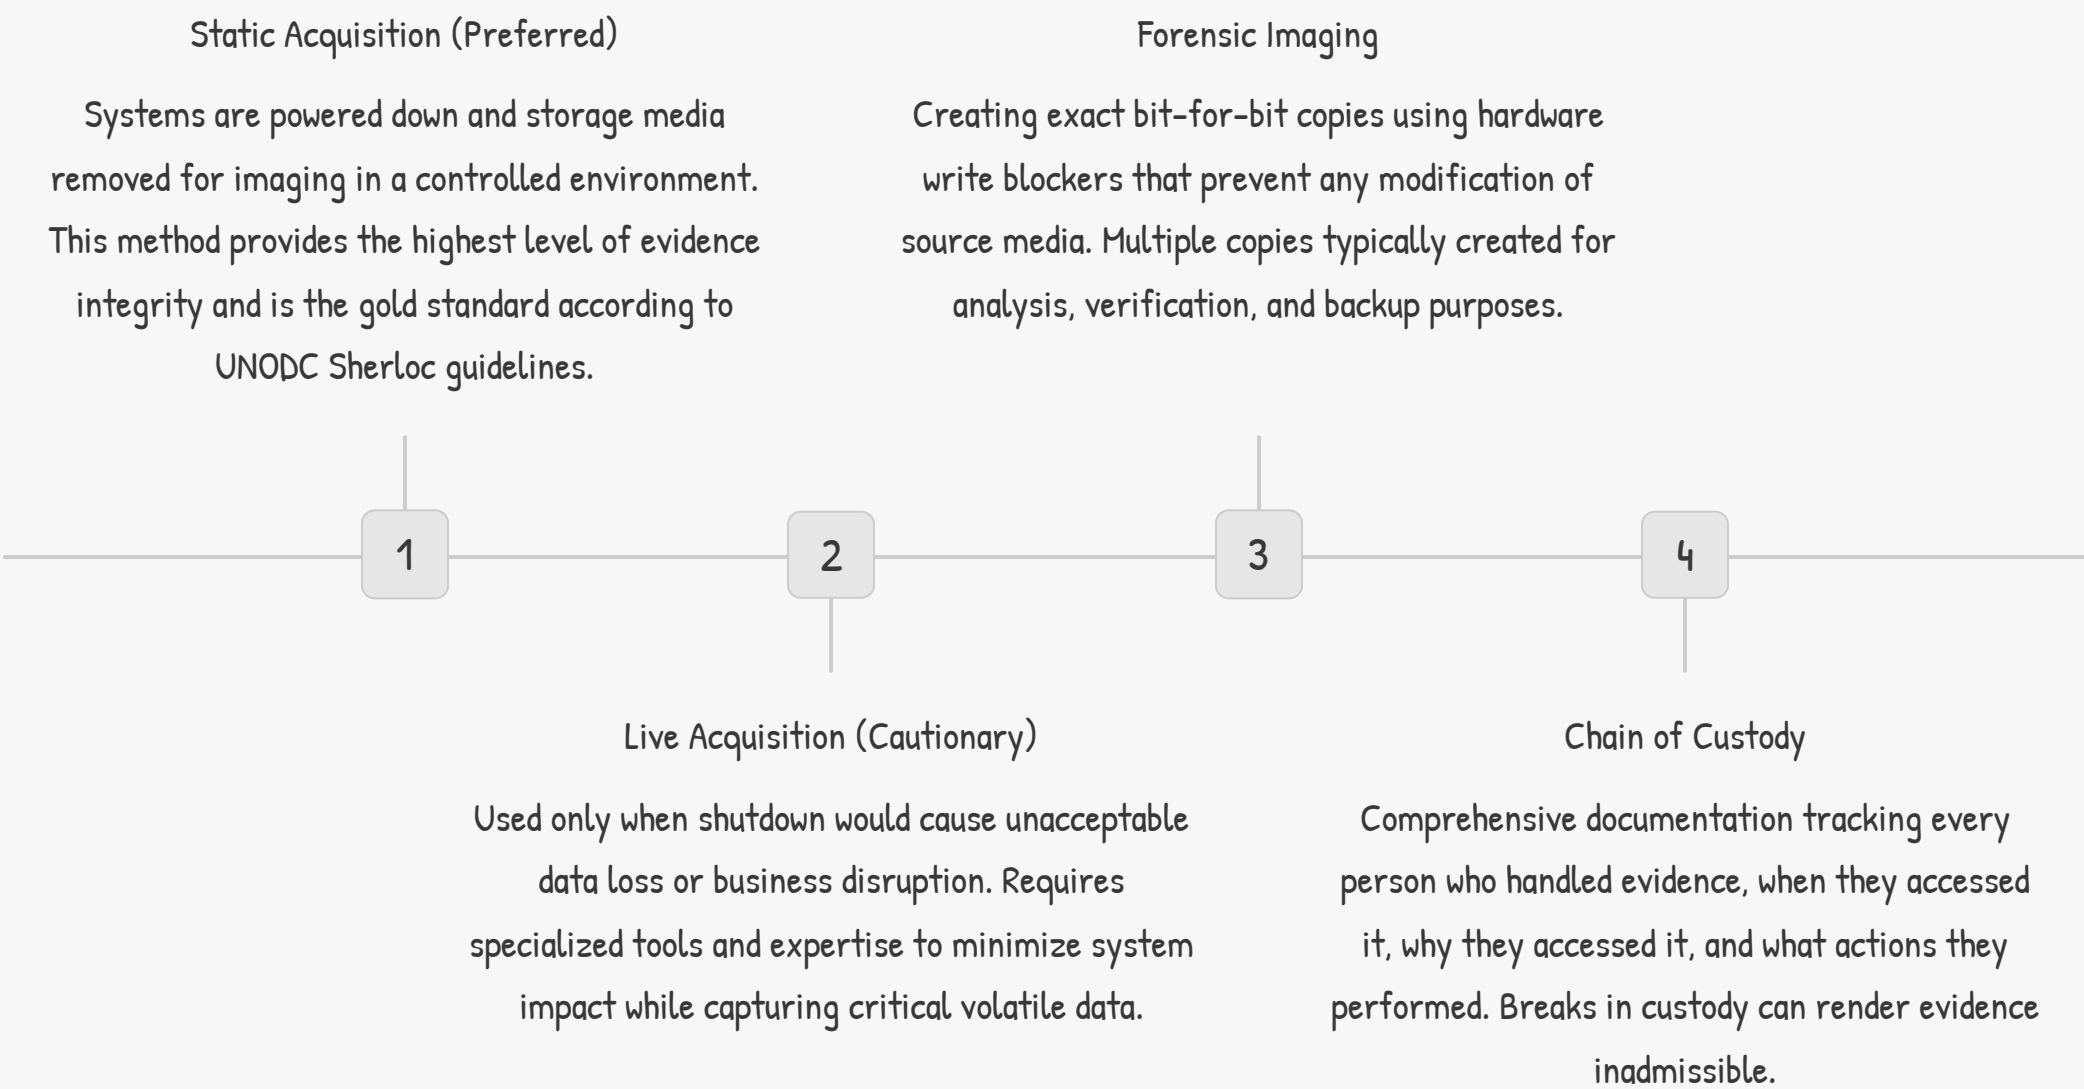 Static Acquisition (Preferred)
Systems are powered down and storage media
removed for imaging in a controlled environment.
This method provides the highest level of evidence
integrity and is the gold standard according to
UNODC Sherloc guidelines.
Forensic Imaging
Creating exact bit-for-bit copies using hardware
write blockers that prevent any modification of
source media. Multiple copies typically created for
analysis, verification, and backup purposes.
1
2
3
4
Live Acquisition (Cautionary)
Used only when shutdown would cause unacceptable
data loss or business disruption. Requires
specialized tools and expertise to minimize system
impact while capturing critical volatile data.
Chain of Custody
Comprehensive documentation tracking every
person who handled evidence, when they accessed
it, why they accessed it, and what actions they
performed. Breaks in custody can render evidence
inadmissible.